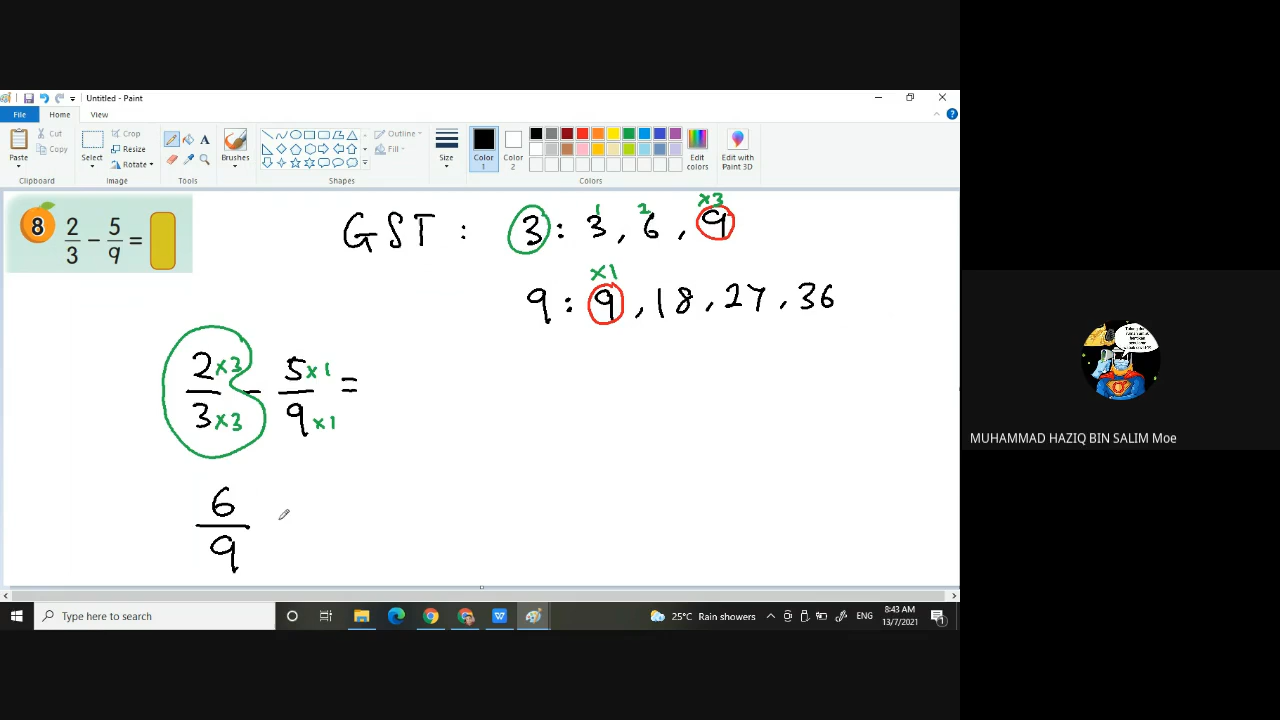 Untitled - Paint
File Home View
Paste
Cut
Copy
Clipboard
Select
Crop
Resize
Rotate
Image
Tools
Brushes
Shapes
Outline
Fill
Size
Color 1
Color 2
Colors
Edit colors
Edit with Paint 3D
8 2/3 − 5/9 =
GST : 3 : 3, 6, 9
1 2 ×3
9 : 9, 18, 27, 36
×1
2×3/3×3 − 5×1/9×1 =
6/9
MUHAMMAD HAZIQ BIN SALIM Moe
Type here to search
25°C Rain showers
ENG
8:43 AM
13/7/2021
1